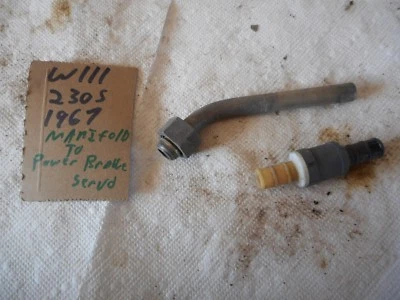 W111
230S
1967
MANIFOLD
TO
Power Brake
Servo